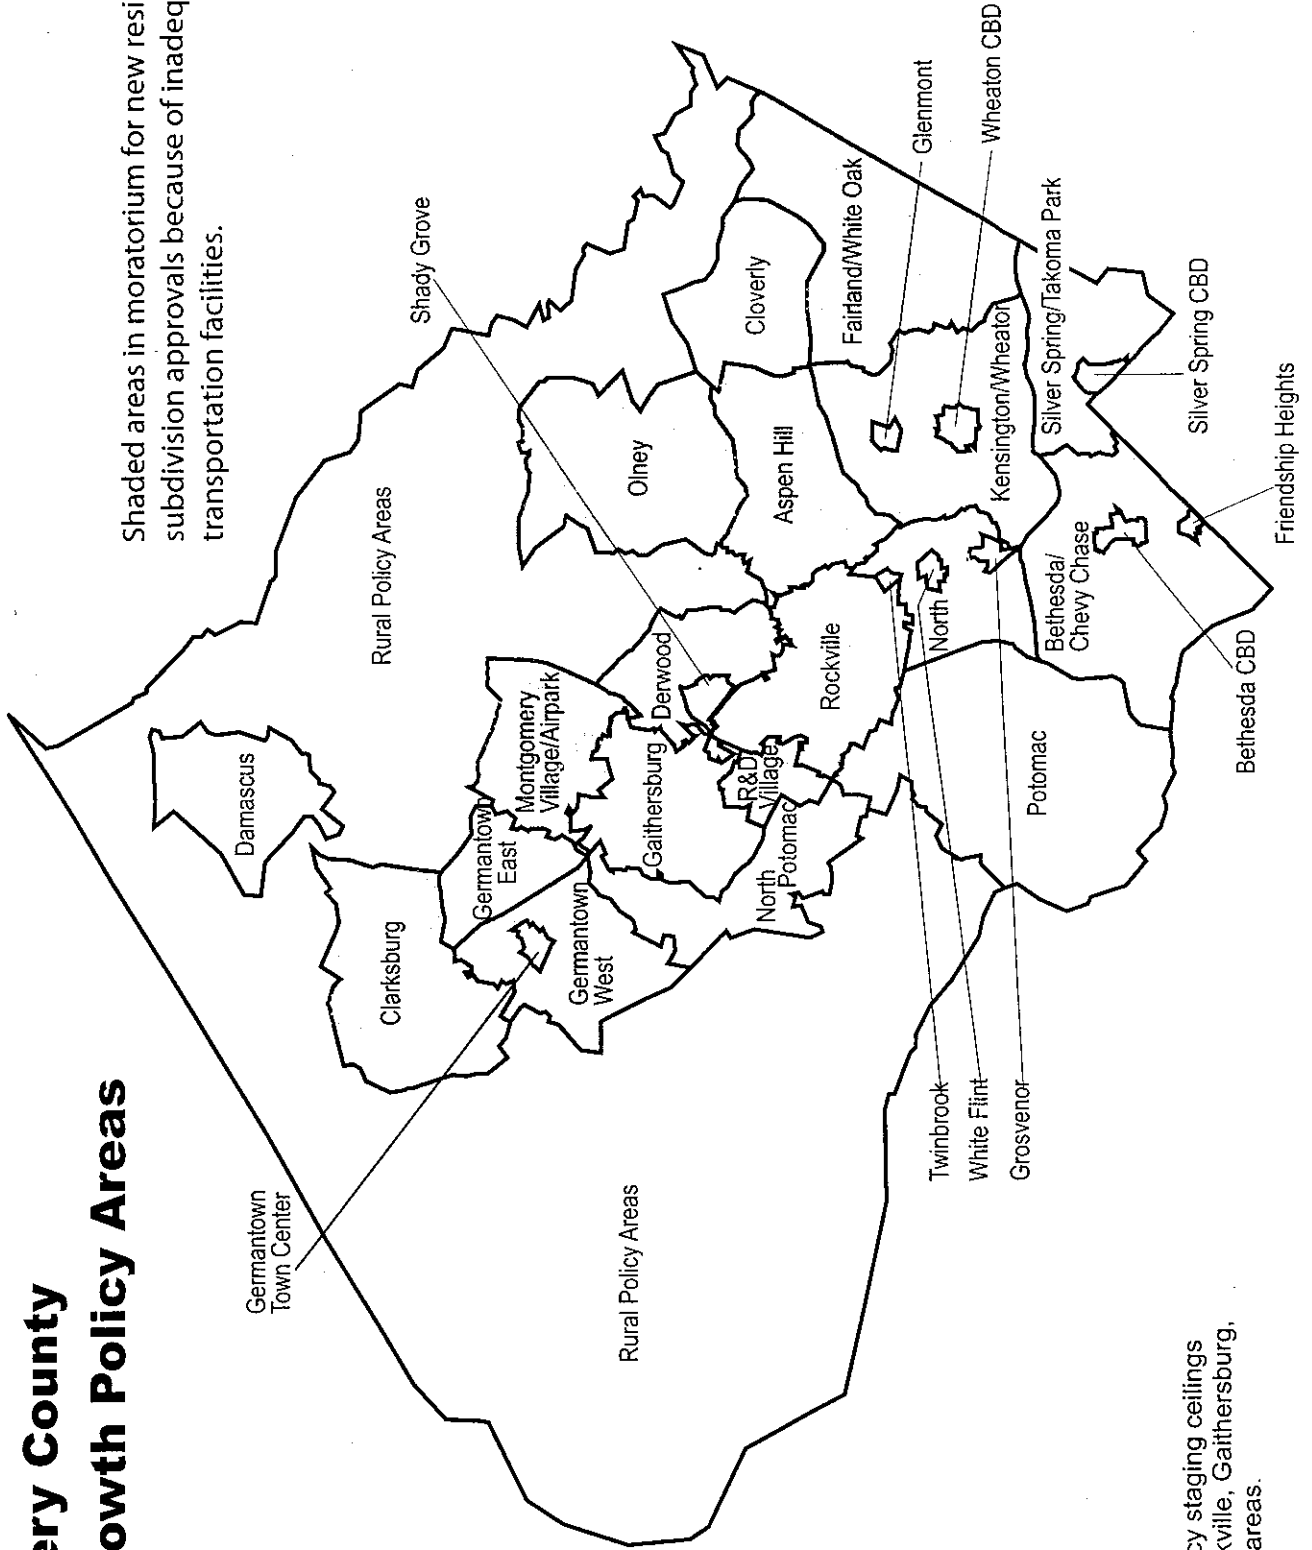 ery County
owth Policy Areas
Shaded areas in moratorium for new resi
subdivision approvals because of inadeq
transportation facilities.
Germantown
Town Center
Damascus
Clarksburg
Rural Policy Areas
Shady Grove
Germantown
East
Montgomery
Village/Airpark
Germantown
West
Gaithersburg
Derwood
Olney
R&D
Village
North
Potomac
Rockville
Aspen Hill
Cloverly
Fairland/White Oak
Glenmont
Wheaton CBD
Kensington/Wheaton
North
Potomac
Bethesda/
Chevy Chase
Silver Spring/Takoma Park
Silver Spring CBD
Friendship Heights
Bethesda CBD
Rural Policy Areas
Twinbrook
White Flint
Grosvenor
cy staging ceilings
kville, Gaithersburg,
areas.